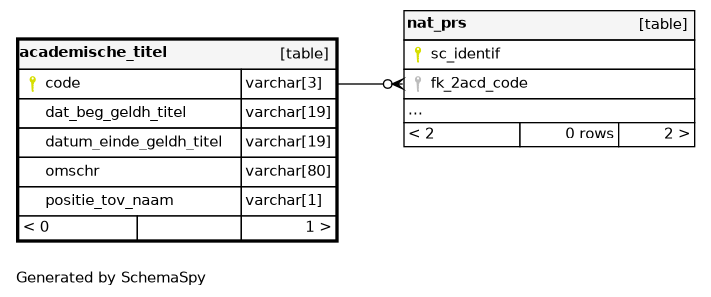 academische_titel [table]
code varchar[3]
dat_beg_geldh_titel varchar[19]
datum_einde_geldh_titel varchar[19]
omschr varchar[80]
positie_tov_naam varchar[1]
< 0 1 >
nat_prs [table]
sc_identif
fk_2acd_code
...
< 2 0 rows 2 >
Generated by SchemaSpy